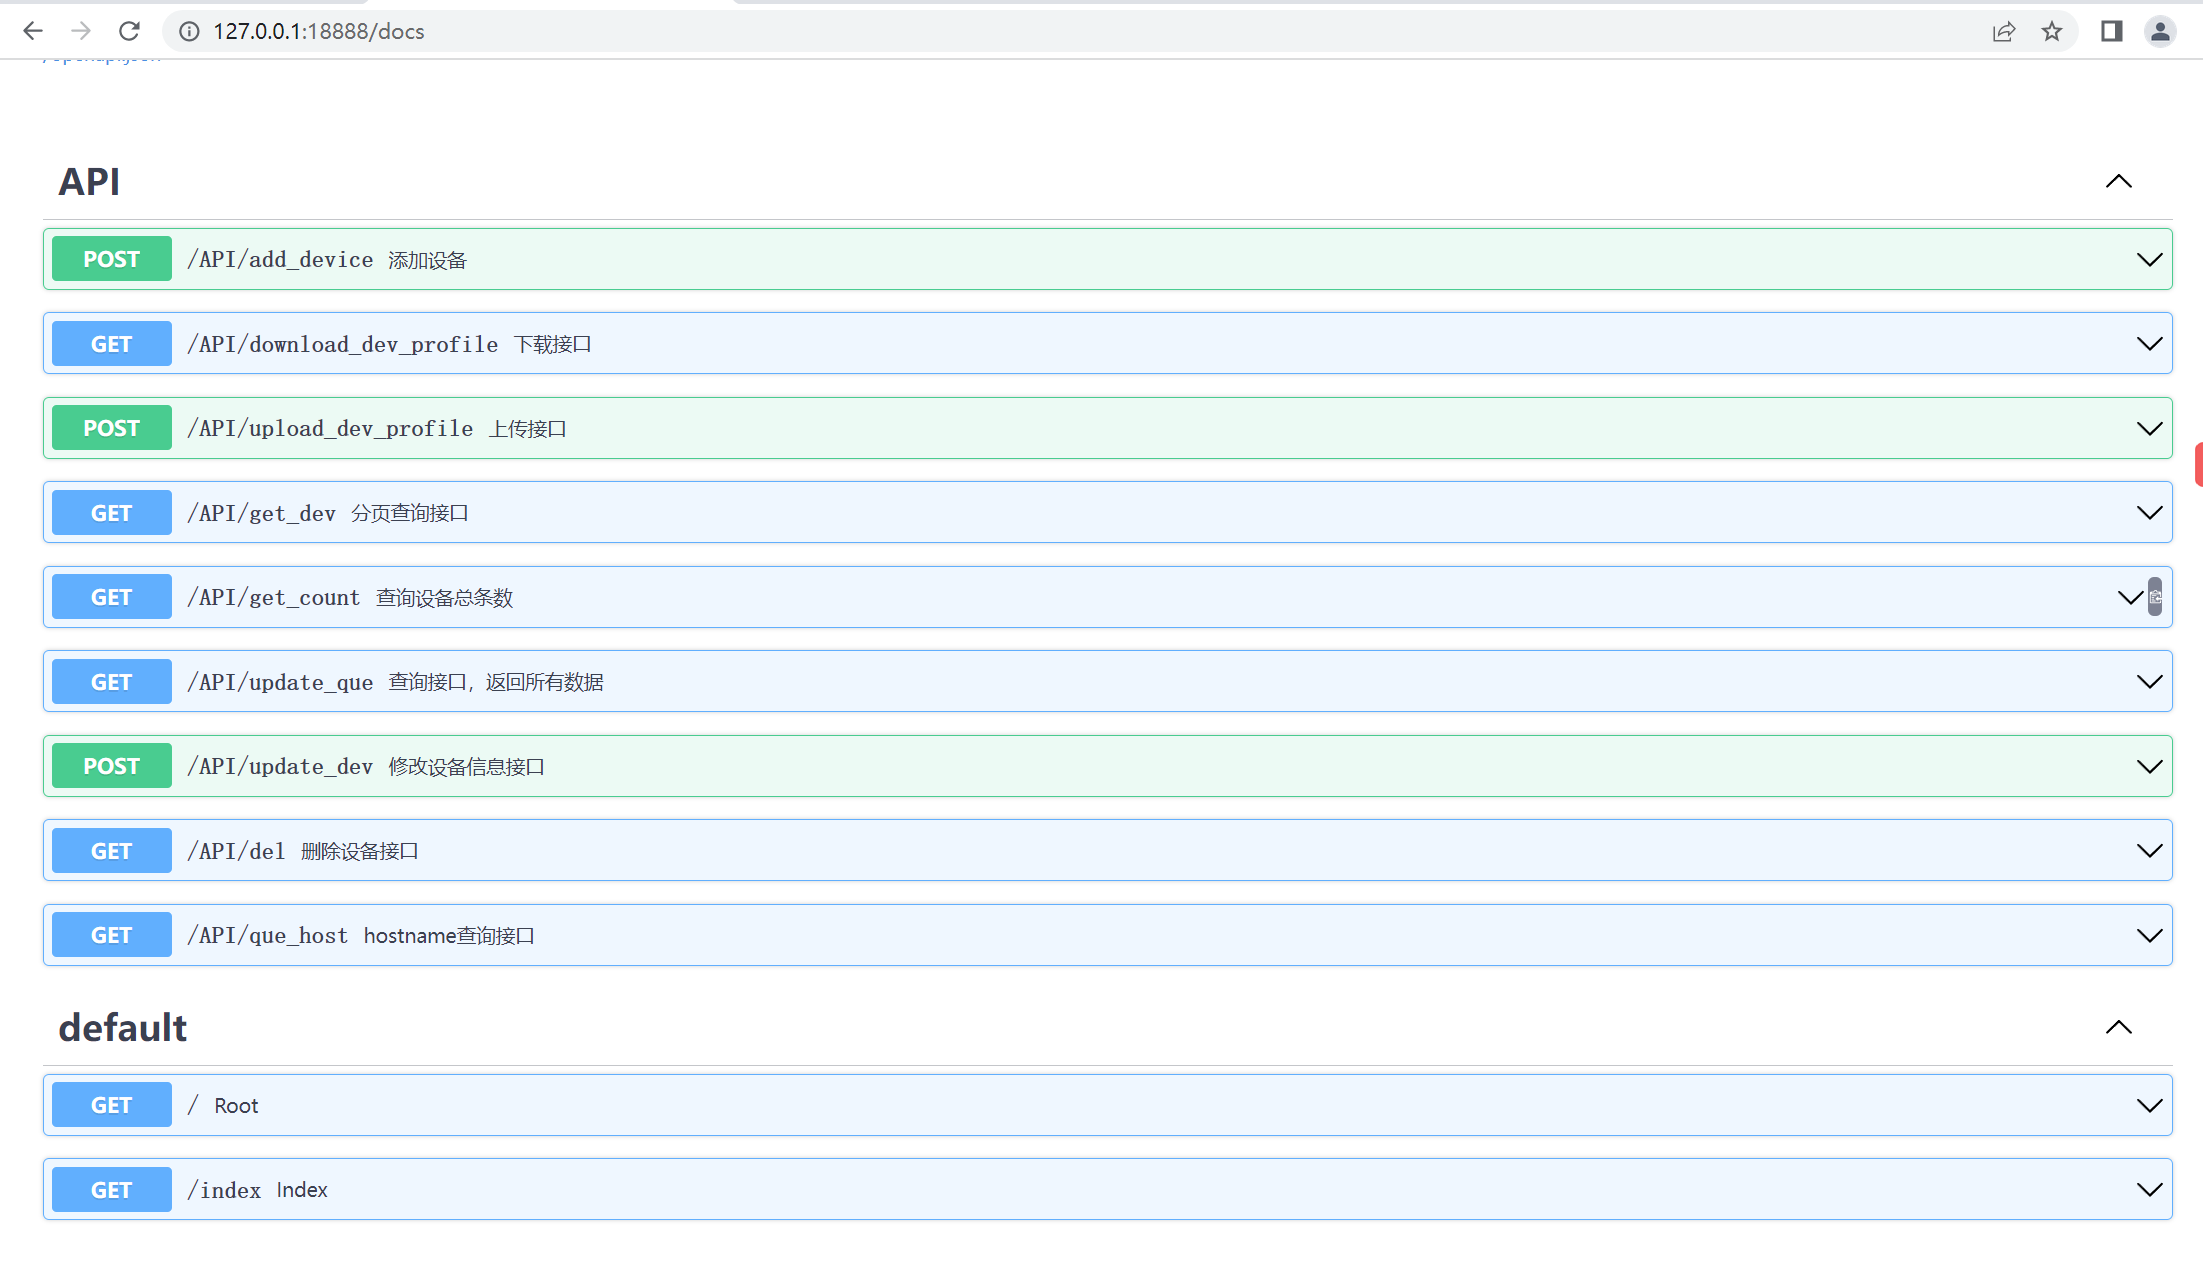 127.0.0.1:18888/docs
/openapi.json
API
POST /API/add_device 添加设备
GET /API/download_dev_profile 下载接口
POST /API/upload_dev_profile 上传接口
GET /API/get_dev 分页查询接口
GET /API/get_count 查询设备总条数
GET /API/update_que 查询接口，返回所有数据
POST /API/update_dev 修改设备信息接口
GET /API/del 删除设备接口
GET /API/que_host hostname查询接口
default
GET / Root
GET /index Index